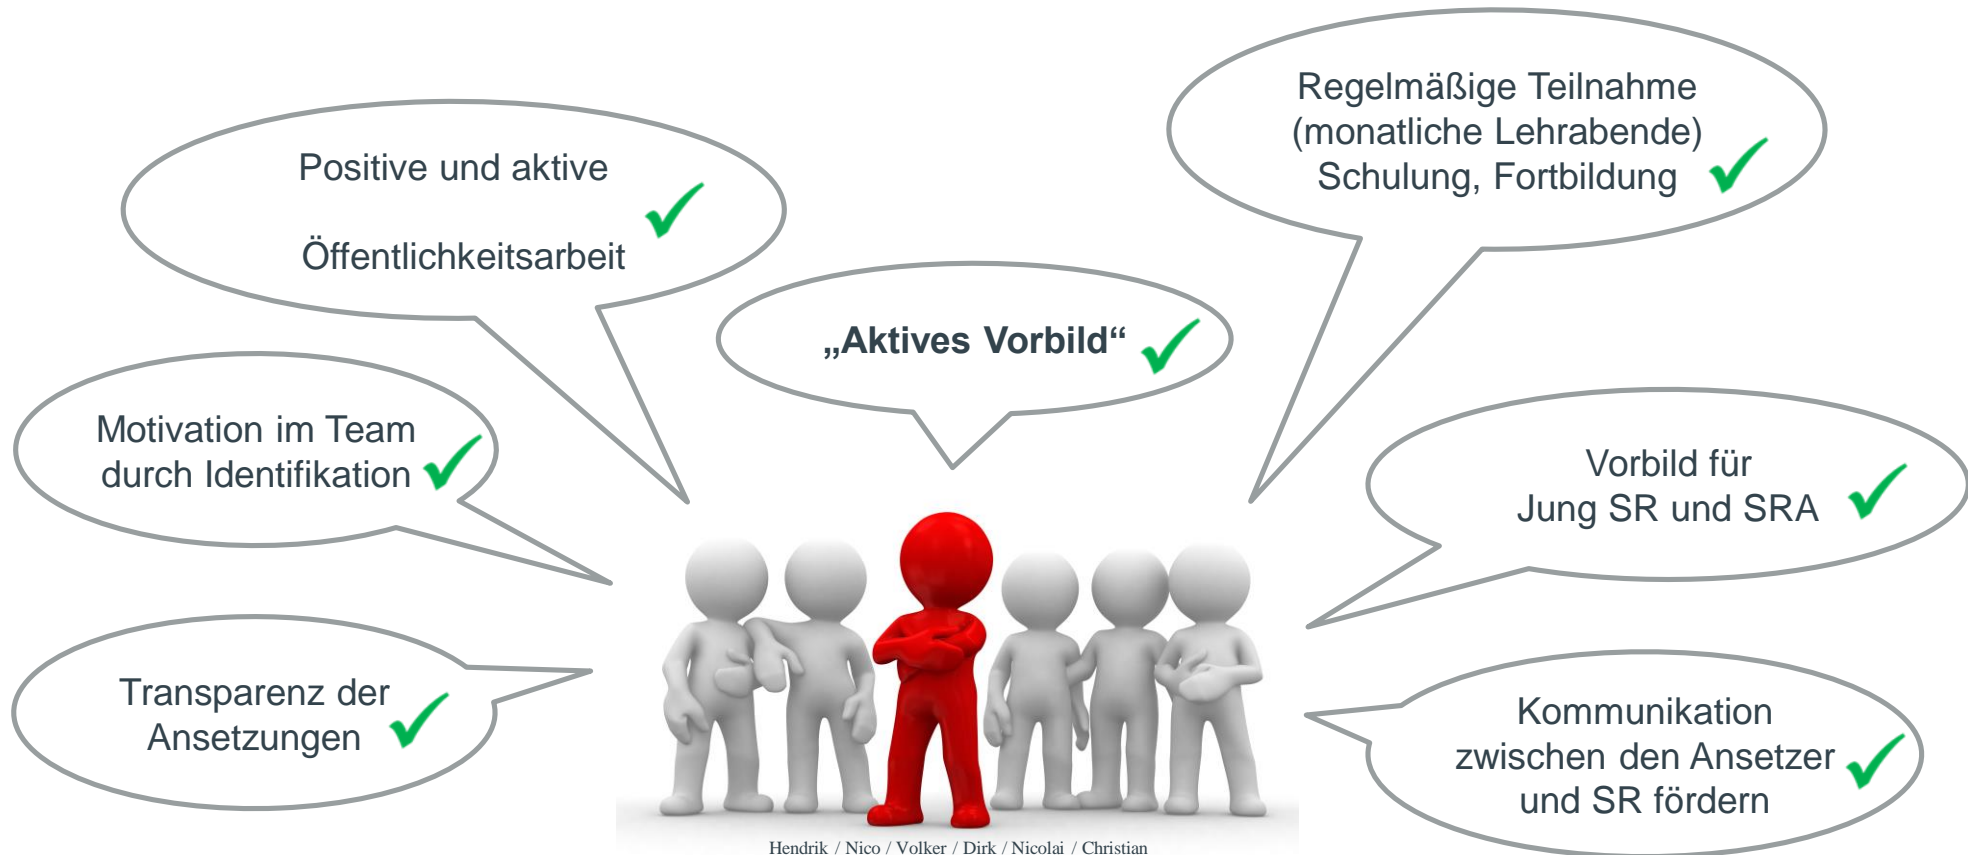 Positive und aktive
Öffentlichkeitsarbeit
Regelmäßige Teilnahme
(monatliche Lehrabende)
Schulung, Fortbildung
„Aktives Vorbild“
Motivation im Team
durch Identifikation
Vorbild für
Jung SR und SRA
Transparenz der
Ansetzungen
Kommunikation
zwischen den Ansetzer
und SR fördern
Hendrik / Nico / Volker / Dirk / Nicolai / Christian